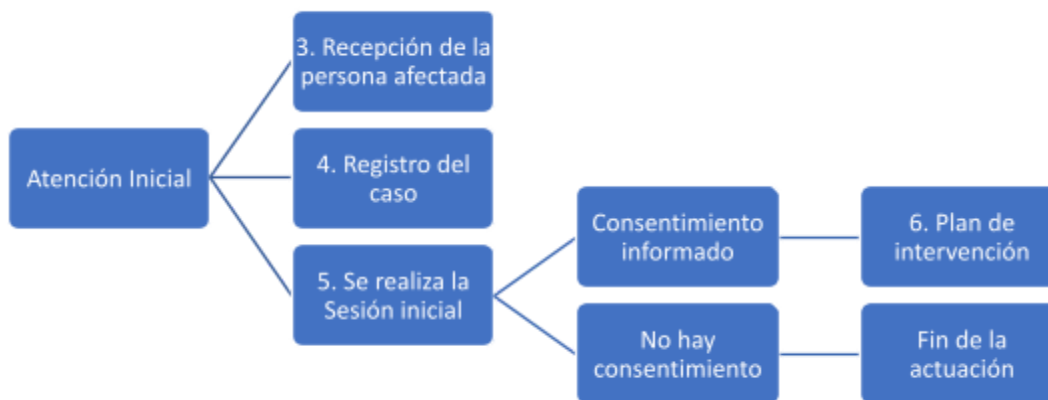 3. Recepción de la
persona afectada
Atención Inicial
4. Registro del
caso
5. Se realiza la
Sesión inicial
Consentimiento
informado
6. Plan de
intervención
No hay
consentimiento
Fin de la
actuación